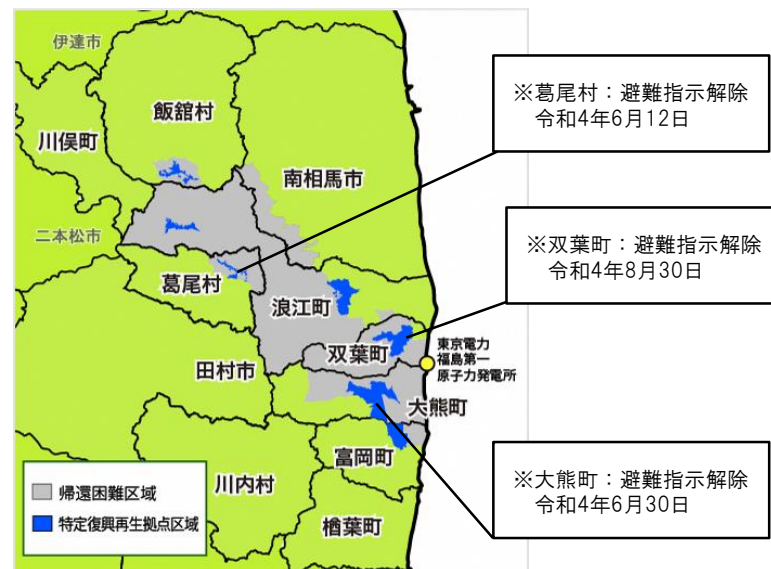 伊達市
飯舘村
川俣町
南相馬市
二本松市
葛尾村
浪江町
双葉町
東京電力
福島第一
原子力発電所
田村市
大熊町
富岡町
川内村
楢葉町
帰還困難区域
特定復興再生拠点区域
※葛尾村：避難指示解除
令和4年6月12日
※双葉町：避難指示解除
令和4年8月30日
※大熊町：避難指示解除
令和4年6月30日